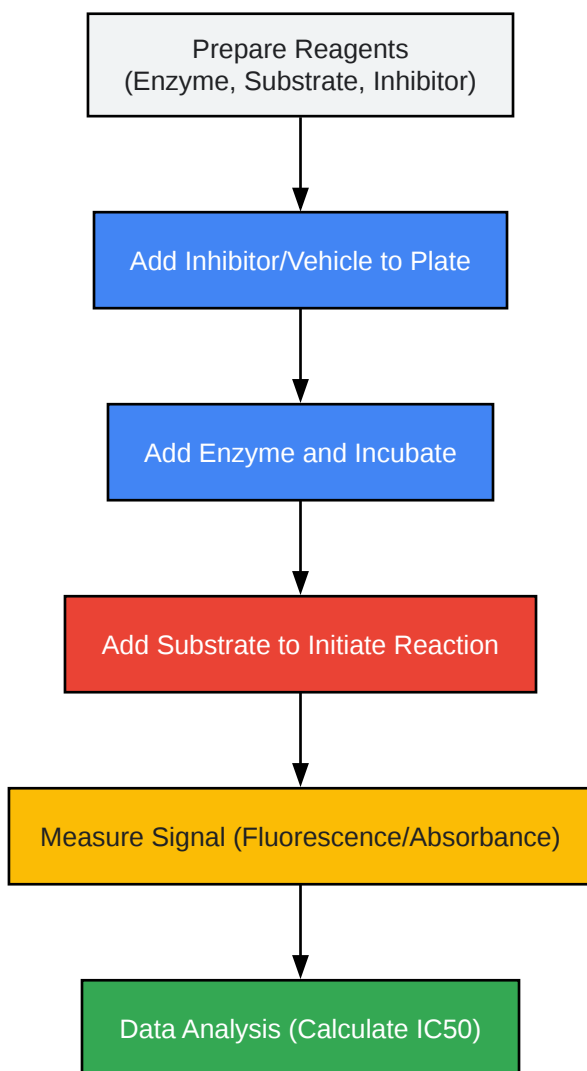 Prepare Reagents
(Enzyme, Substrate, Inhibitor)
Add Inhibitor/Vehicle to Plate
Add Enzyme and Incubate
Add Substrate to Initiate Reaction
Measure Signal (Fluorescence/Absorbance)
Data Analysis (Calculate IC50)